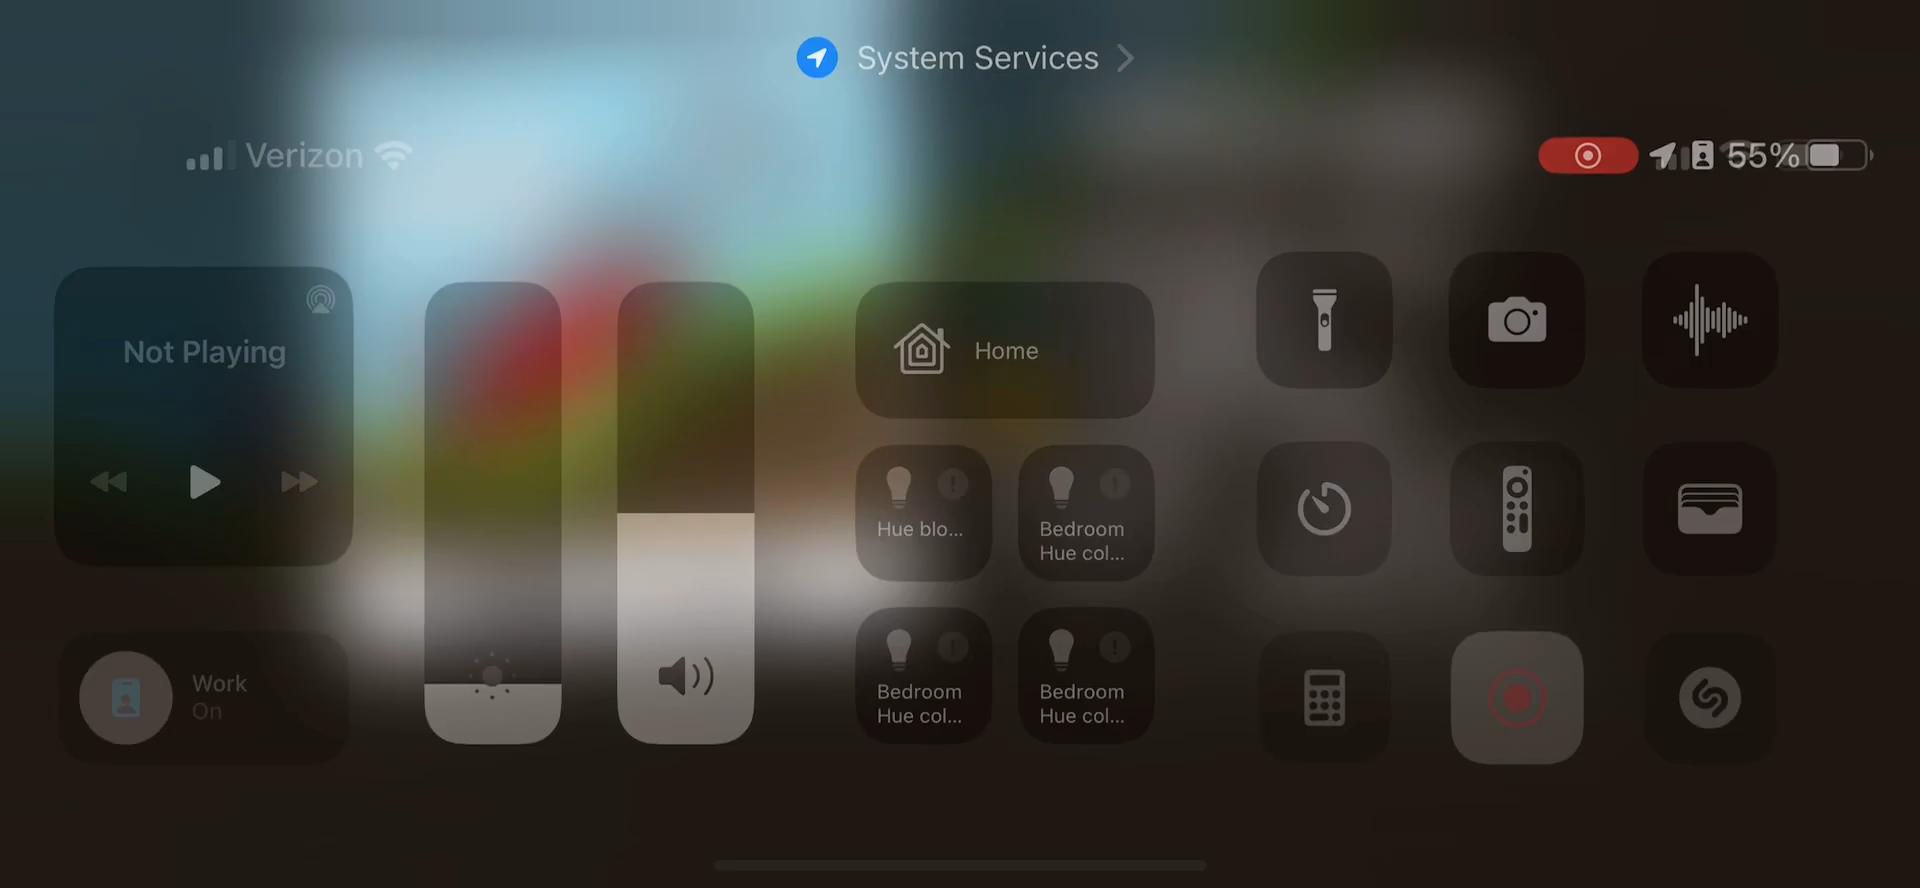 System Services
Verizon
55%
Not Playing
Home
Hue blo...
Bedroom
Hue col...
Bedroom
Hue col...
Bedroom
Hue col...
Work
On